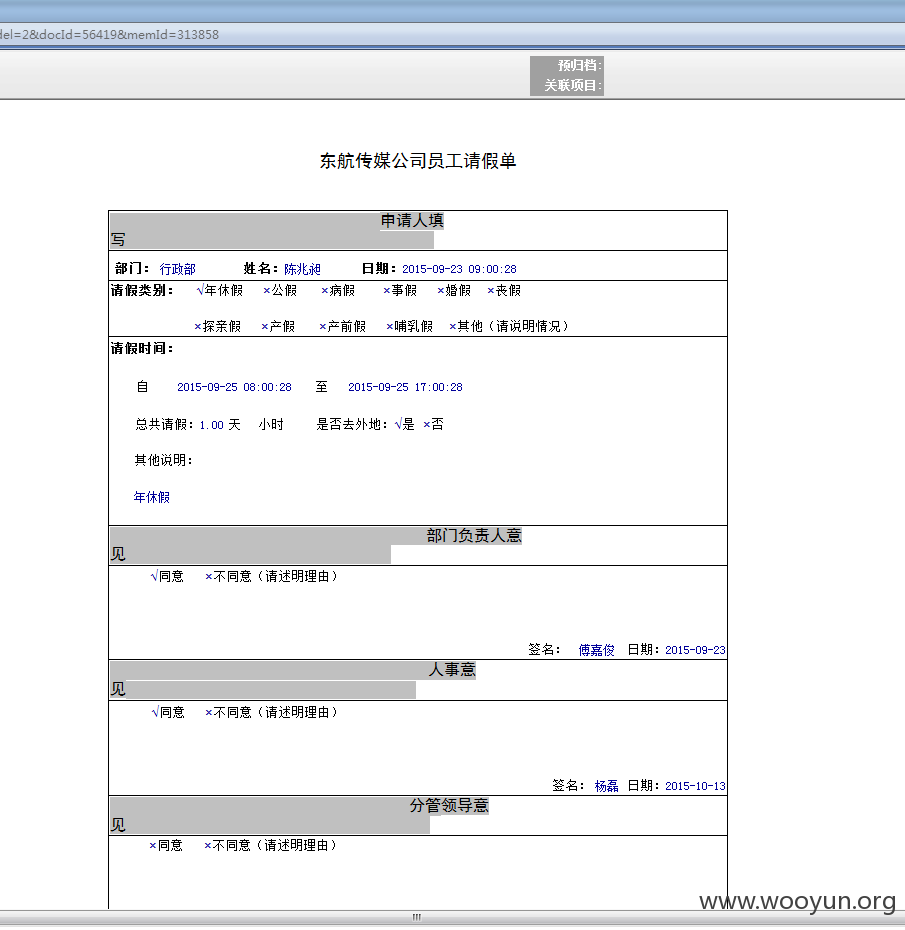 del=2&docId=56419&memId=313858
预归档:
关联项目:
东航传媒公司员工请假单
申请人填
写
部门: 行政部 姓名: 陈兆昶 日期: 2015-09-23 09:00:28
请假类别: √年休假 ×公假 ×病假 ×事假 ×婚假 ×丧假
×探亲假 ×产假 ×产前假 ×哺乳假 ×其他(请说明情况)
请假时间:
自 2015-09-25 08:00:28 至 2015-09-25 17:00:28
总共请假: 1.00 天 小时 是否去外地: √是 ×否
其他说明:
年休假
部门负责人意
见
√同意 ×不同意(请述明理由)
签名: 傅嘉俊 日期: 2015-09-23
人事意
见
√同意 ×不同意(请述明理由)
签名: 杨磊 日期: 2015-10-13
分管领导意
见
×同意 ×不同意(请述明理由)
www.wooyun.org